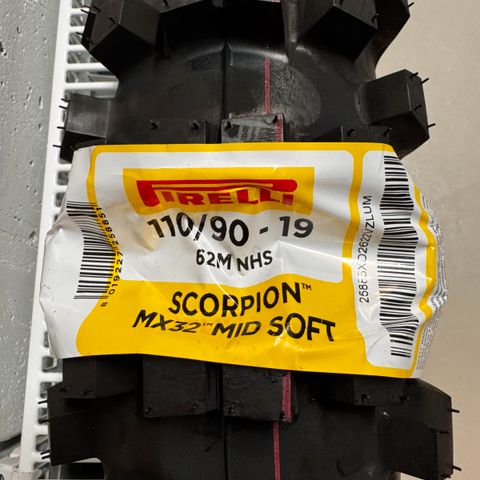 PIRELLI
110/90 - 19
62M NHS
SCORPION™
MX32™ MID SOFT